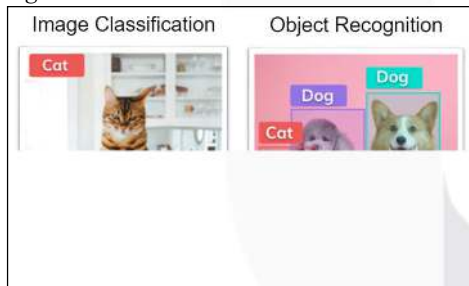 Image Classification
Object Recognition
Cat
Dog
Dog
Cat